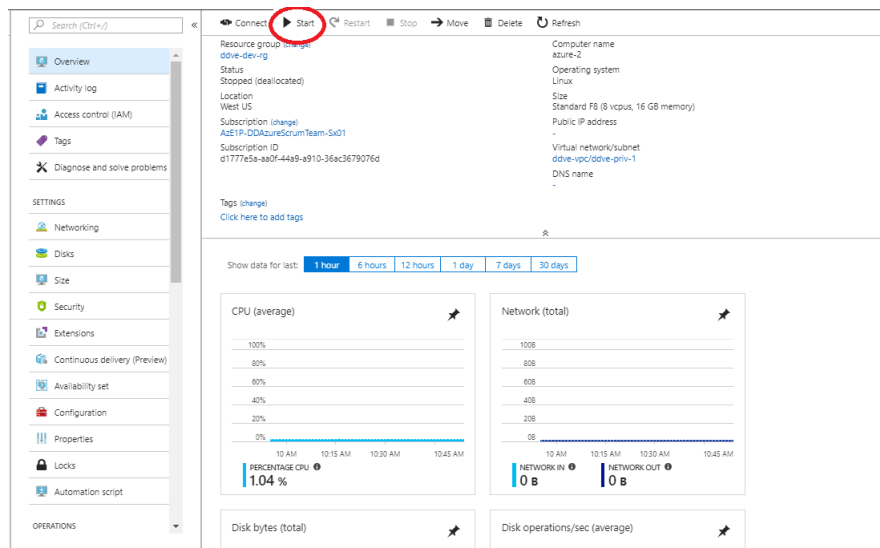 Search (Ctrl+/)
«
Connect
Start
Restart
Stop
Move
Delete
Refresh
Overview
Activity log
Access control (IAM)
Tags
Diagnose and solve problems
SETTINGS
Networking
Disks
Size
Security
Extensions
Continuous delivery (Preview)
Availability set
Configuration
Properties
Locks
Automation script
OPERATIONS
Resource group (change)
ddve-dev-rg
Status
Stopped (deallocated)
Location
West US
Subscription (change)
AzE1P-DDAzureScrumTeam-Sx01
Subscription ID
d1777e5a-aa0f-44a9-a910-36ac3679076d
Computer name
azure-2
Operating system
Linux
Size
Standard F8 (8 vcpus, 16 GB memory)
Public IP address
-
Virtual network/subnet
ddve-vpc/ddve-priv-1
DNS name
-
Tags (change)
Click here to add tags
Show data for last:
1 hour
6 hours
12 hours
1 day
7 days
30 days
CPU (average)
100%
80%
60%
40%
20%
0%
10 AM
10:15 AM
10:30 AM
10:45 AM
PERCENTAGE CPU
1.04 %
Network (total)
100B
80B
60B
40B
20B
0B
10 AM
10:15 AM
10:30 AM
10:45 AM
NETWORK IN
0 B
NETWORK OUT
0 B
Disk bytes (total)
Disk operations/sec (average)